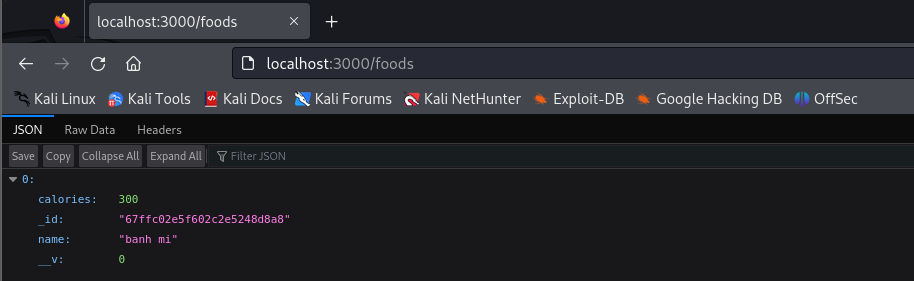 localhost:3000/foods
localhost:3000/foods
Kali Linux Kali Tools Kali Docs Kali Forums Kali NetHunter Exploit-DB Google Hacking DB OffSec
JSON Raw Data Headers
Save Copy Collapse All Expand All Filter JSON
0:
calories: 300
_id: "67ffc02e5f602c2e5248d8a8"
name: "banh mi"
__v: 0